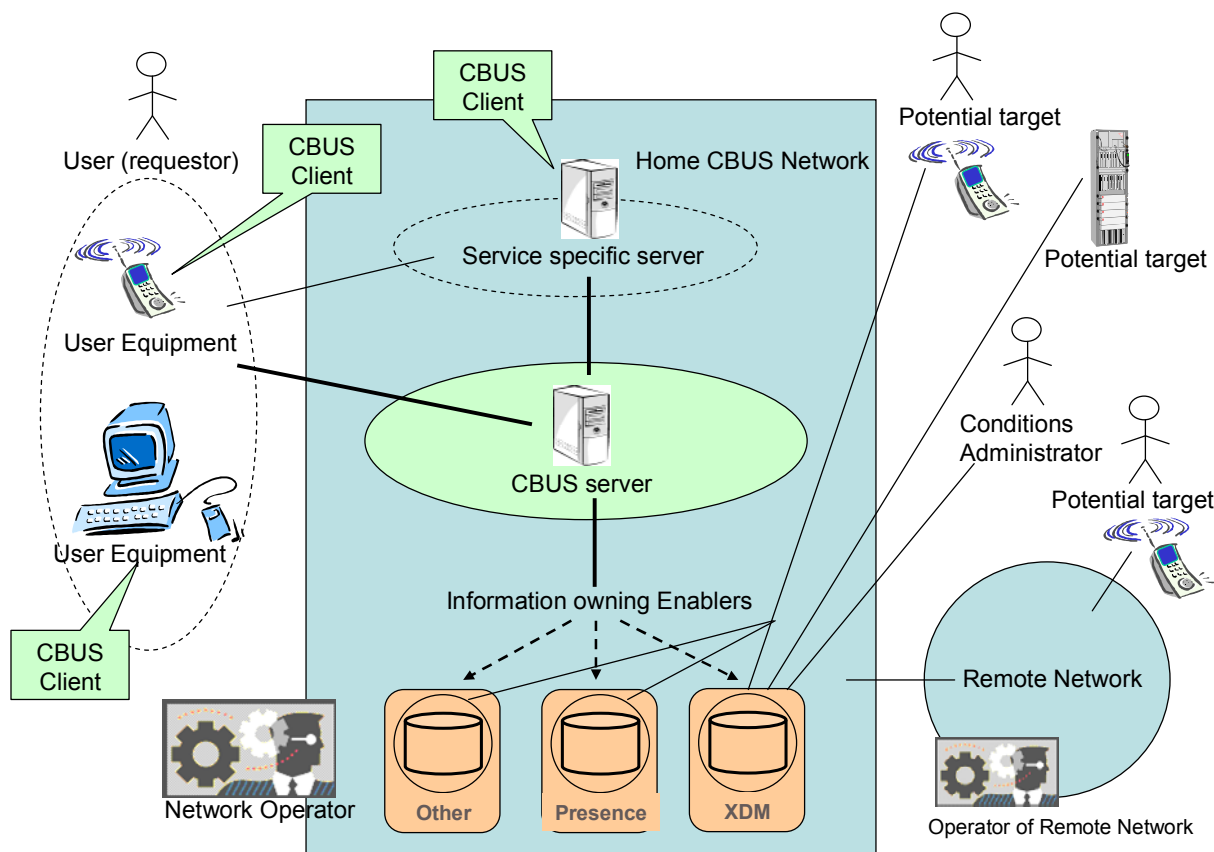 CBUS
Client
Potential target
User (requestor)
CBUS
Client
Home CBUS Network
Service specific server
Potential target
User Equipment
Conditions
Administrator
CBUS server
Potential target
User Equipment
Information owning Enablers
CBUS
Client
Remote Network
Network Operator
Other
Presence
XDM
Operator of Remote Network